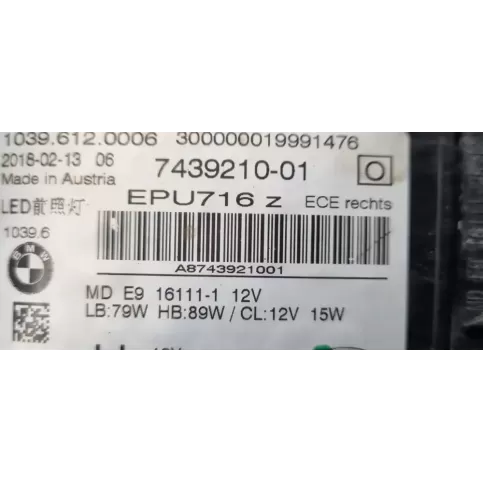 1039.612.0006 300000019991476
2018-02-13 06 7439210-01
Made in Austria
EPU716 z ECE rechts
LED前照灯
1039.6
BMW
A8743921001
MD E9 16111-1 12V
LB:79W HB:89W / CL:12V 15W